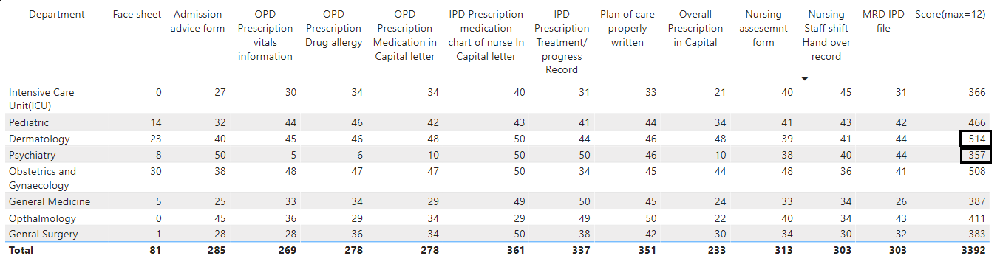 Department Face sheet Admission advice form OPD Prescription vitals information OPD Prescription Drug allergy OPD Prescription Medication in Capital letter IPD Prescription medication chart of nurse In Capital letter IPD Prescription Treatment/ progress Record Plan of care properly written Overall Prescription in Capital Nursing assesemnt form Nursing Staff shift Hand over record MRD IPD file Score(max=12)
Intensive Care Unit(ICU) 0 27 30 34 34 40 31 33 21 40 45 31 366
Pediatric 14 32 44 46 42 43 41 44 34 41 43 42 466
Dermatology 23 40 45 46 48 50 44 46 48 39 41 44 514
Psychiatry 8 50 5 6 10 50 50 46 10 38 40 44 357
Obstetrics and Gynaecology 30 38 48 47 47 50 34 45 44 48 36 41 508
General Medicine 5 25 33 34 29 49 50 45 24 33 34 26 387
Opthalmology 0 45 36 29 34 29 49 50 22 40 34 43 411
Genral Surgery 1 28 28 36 34 50 38 42 30 34 30 32 383
Total 81 285 269 278 278 361 337 351 233 313 303 303 3392